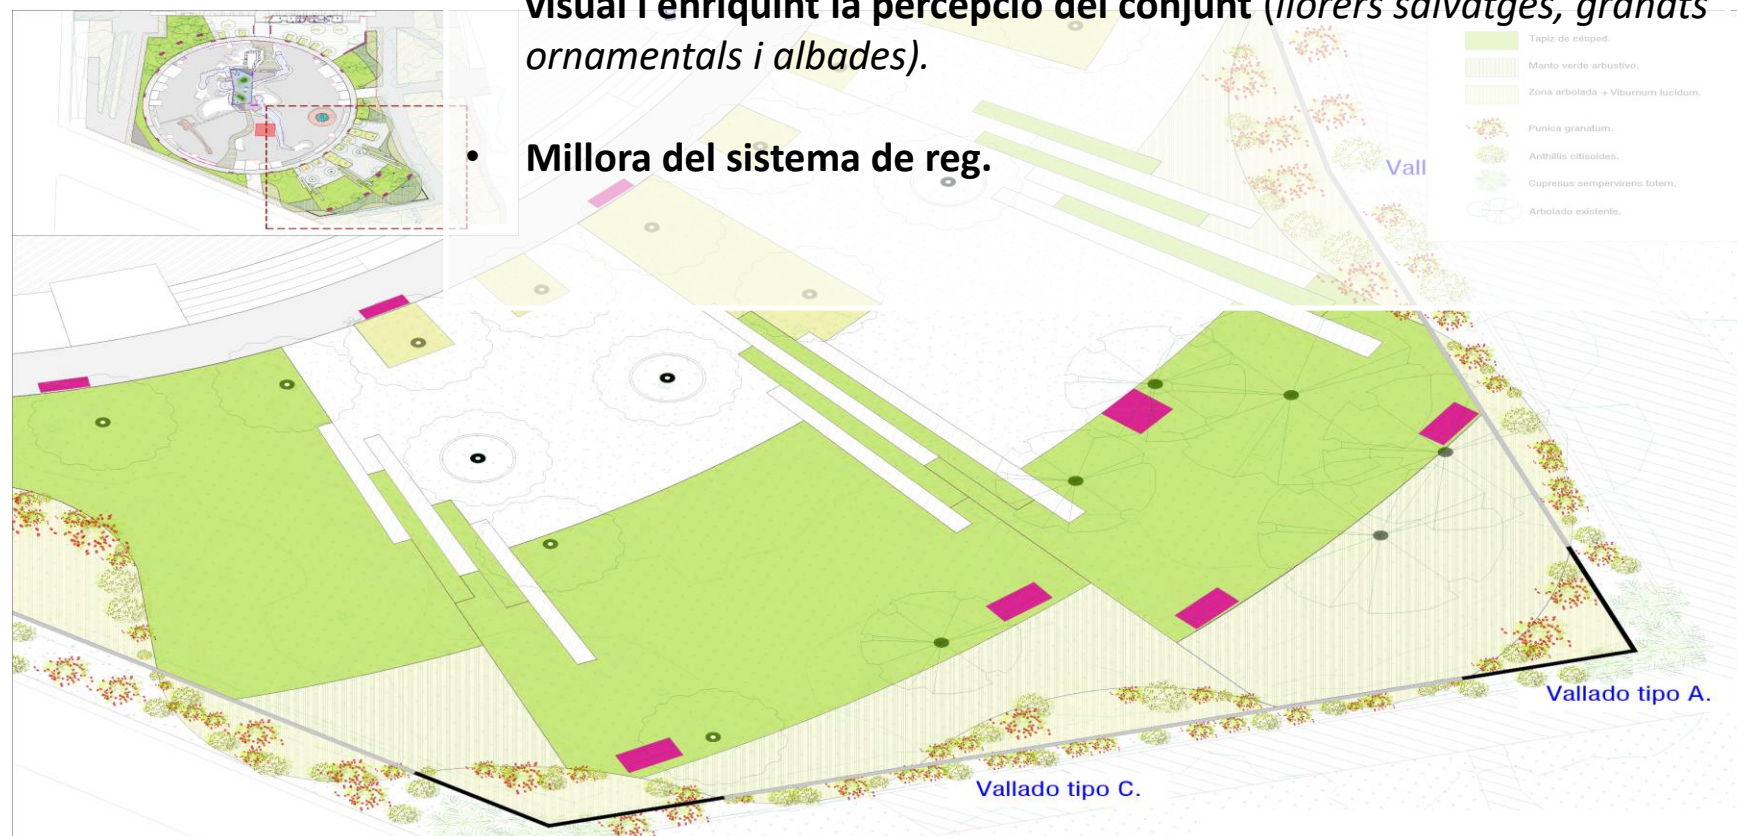 visual i enriquint la percepció del conjunt (llorers salvatges, granats
ornamentals i albades).
• Millora del sistema de reg.
Tapiz de césped.
Manto verde arbustivo.
Zona arbolada +Viburnum lucidum.
Punica granatum.
Anthillis citisoides.
Cupresus sempervirens totem.
Arbolado existente.
Vall
Vallado tipo A.
Vallado tipo C.